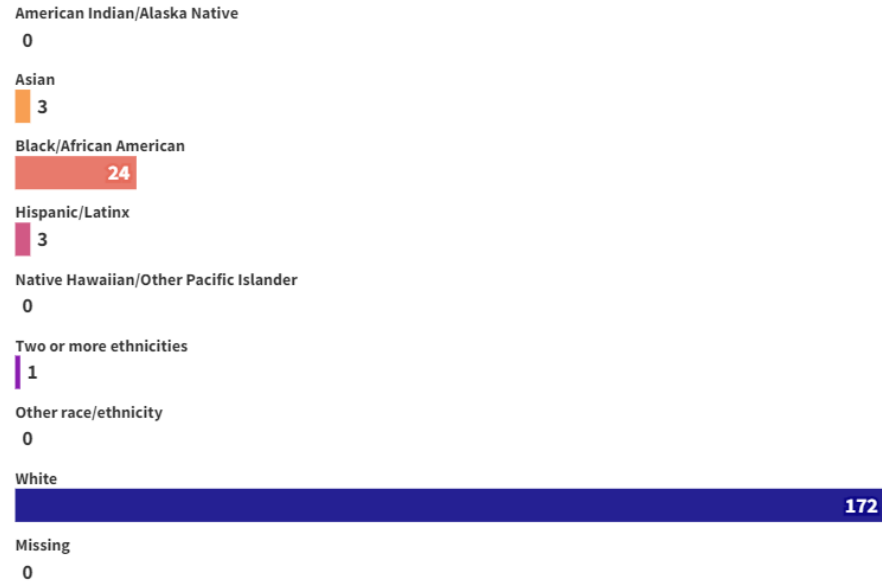 American Indian/Alaska Native
0
Asian
3
Black/African American
24
Hispanic/Latinx
3
Native Hawaiian/Other Pacific Islander
0
Two or more ethnicities
1
Other race/ethnicity
0
White
172
Missing
0